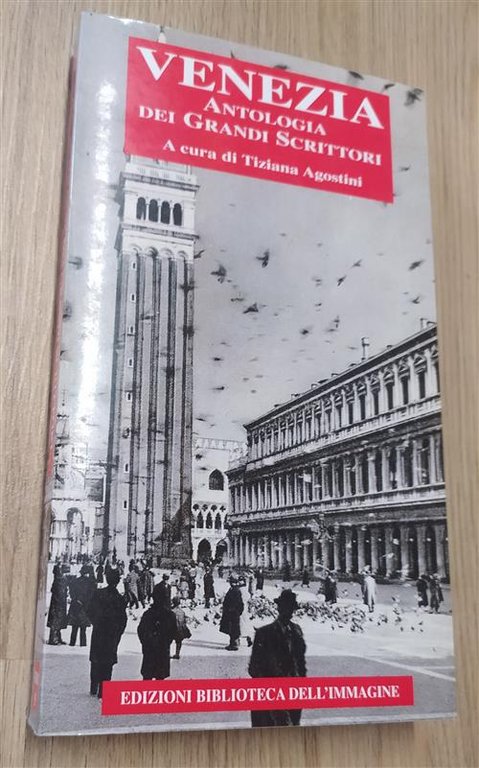 VENEZIA
ANTOLOGIA
DEI GRANDI SCRITTORI
A cura di Tiziana Agostini
EDIZIONI BIBLIOTECA DELL'IMMAGINE